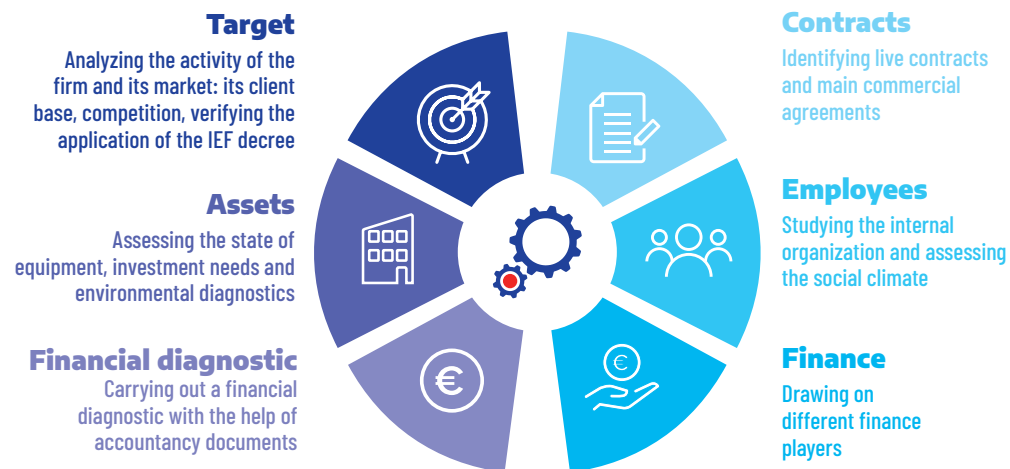 Target
Analyzing the activity of the
firm and its market: its client
base, competition, verifying the
application of the IEF decree
Assets
Assessing the state of
equipment, investment needs and
environmental diagnostics
Financial diagnostic
Carrying out a financial
diagnostic with the help of
accountancy documents
€
€
Contracts
Identifying live contracts
and main commercial
agreements
Employees
Studying the internal
organization and assessing
the social climate
Finance
Drawing on
different finance
players